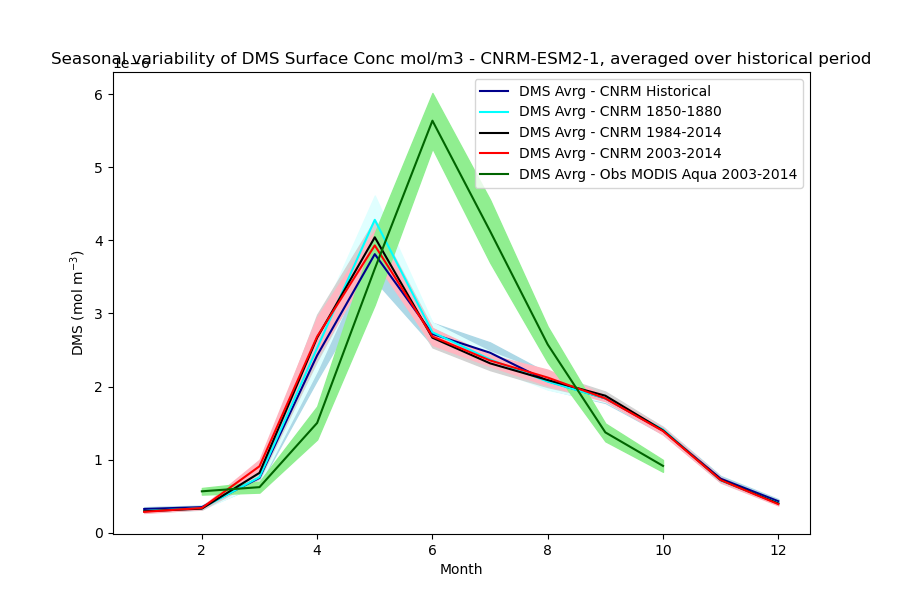 Seasonal variability of DMS Surface Conc mol/m3 - CNRM-ESM2-1, averaged over historical period
1e−6
DMS Avrg - CNRM Historical
DMS Avrg - CNRM 1850-1880
DMS Avrg - CNRM 1984-2014
DMS Avrg - CNRM 2003-2014
DMS Avrg - Obs MODIS Aqua 2003-2014
6
5
4
3
2
1
0
DMS (mol m⁻³)
2 4 6 8 10 12
Month